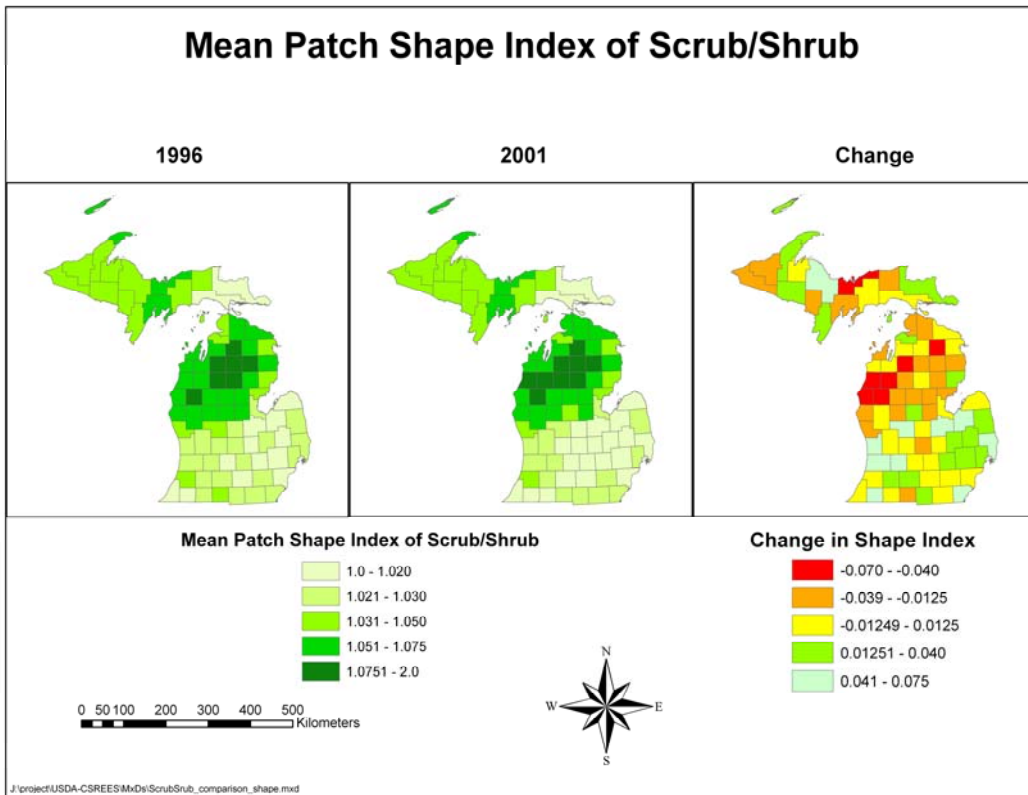 Mean Patch Shape Index of Scrub/Shrub
1996
2001
Change
Mean Patch Shape Index of Scrub/Shrub
1.0 - 1.020
1.021 - 1.030
1.031 - 1.050
1.051 - 1.075
1.0751 - 2.0
Change in Shape Index
-0.070 - -0.040
-0.039 - -0.0125
-0.01249 - 0.0125
0.01251 - 0.040
0.041 - 0.075
0 50 100 200 300 400 500
Kilometers
N
W E
S
J:\project\USDA-CSREES\MxDs\ScrubSrub_comparison_shape.mxd